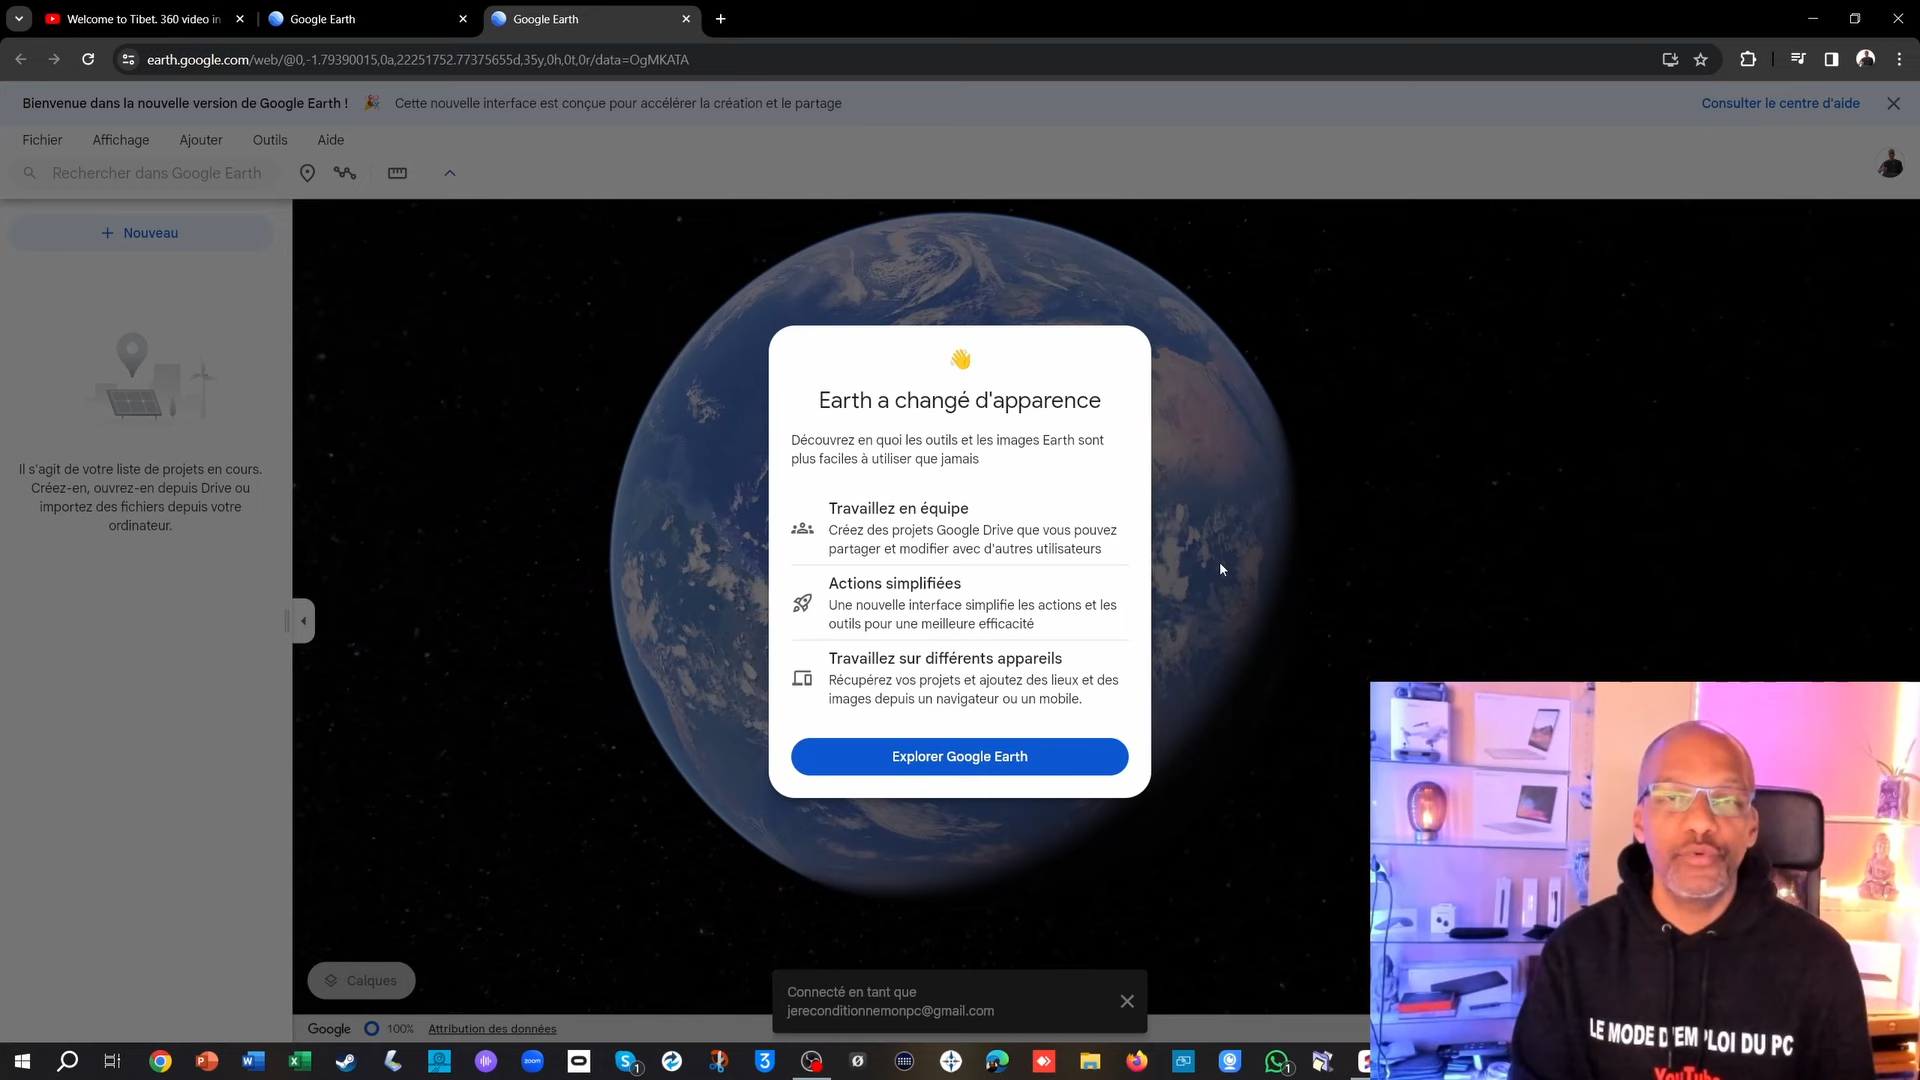 Welcome to Tibet. 360 video in
Google Earth
Google Earth
earth.google.com/web/@0,-1.79390015,0a,22251752.77375655d,35y,0h,0t,0r/data=OgMKATA
Bienvenue dans la nouvelle version de Google Earth ! 🎉 Cette nouvelle interface est conçue pour accélérer la création et le partage
Consulter le centre d'aide
Fichier Affichage Ajouter Outils Aide
Rechercher dans Google Earth
+ Nouveau
Il s'agit de votre liste de projets en cours.
Créez-en, ouvrez-en depuis Drive ou
importez des fichiers depuis votre
ordinateur.
👋
Earth a changé d'apparence
Découvrez en quoi les outils et les images Earth sont
plus faciles à utiliser que jamais
Travaillez en équipe
Créez des projets Google Drive que vous pouvez
partager et modifier avec d'autres utilisateurs
Actions simplifiées
Une nouvelle interface simplifie les actions et les
outils pour une meilleure efficacité
Travaillez sur différents appareils
Récupérez vos projets et ajoutez des lieux et des
images depuis un navigateur ou un mobile.
Explorer Google Earth
Calques
Connecté en tant que
jereconditionnemonpc@gmail.com
Google 100% Attribution des données
LE MODE D'EMPLOI DU PC
YouTube